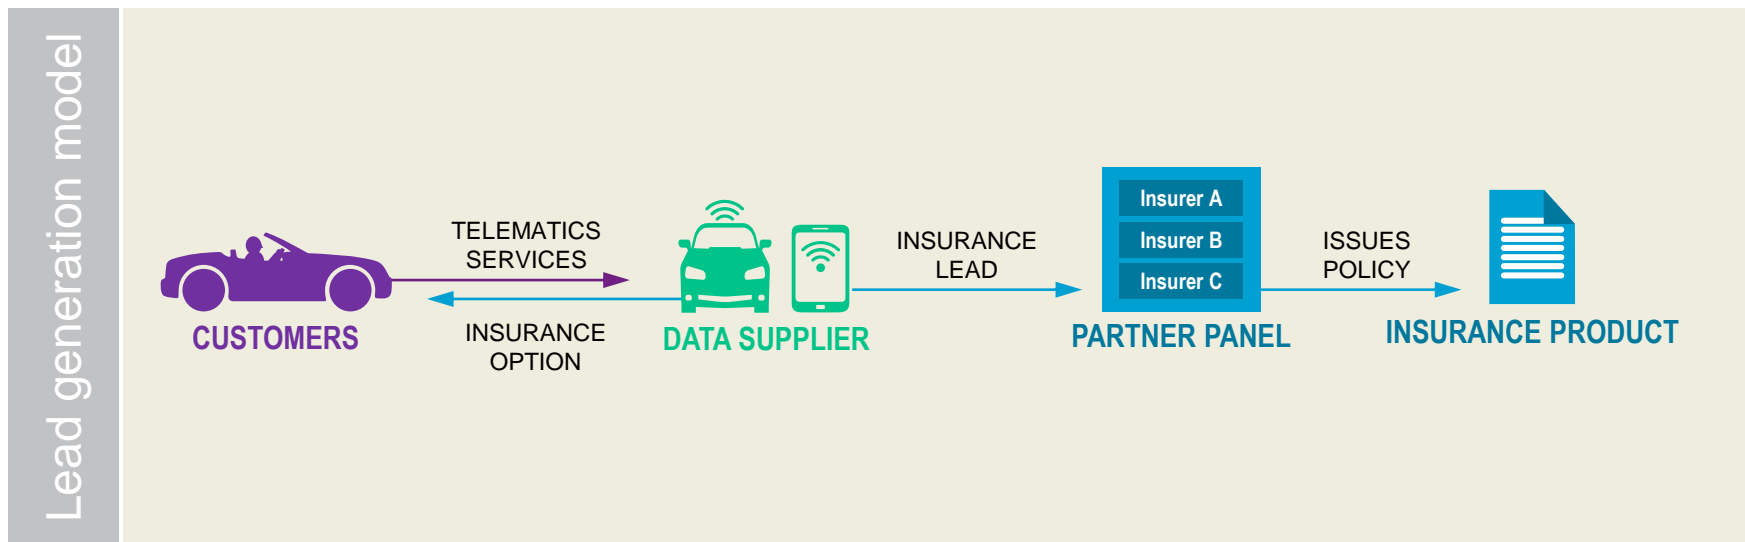 Lead generation model
TELEMATICS
SERVICES
INSURANCE
OPTION
CUSTOMERS
DATA SUPPLIER
INSURANCE
LEAD
Insurer A
Insurer B
Insurer C
PARTNER PANEL
ISSUES
POLICY
INSURANCE PRODUCT